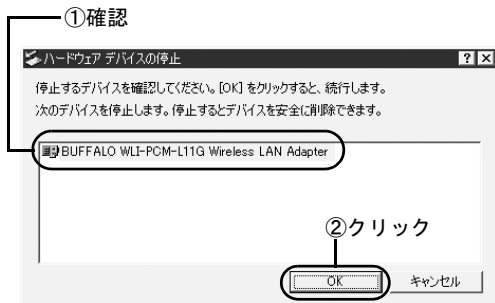 ①確認
ハードウェア デバイスの停止
停止するデバイスを確認してください。[OK] をクリックすると、続行します。
次のデバイスを停止します。停止するとデバイスを安全に削除できます。
BUFFALO WLI-PCM-L11G Wireless LAN Adapter
②クリック
OK
キャンセル